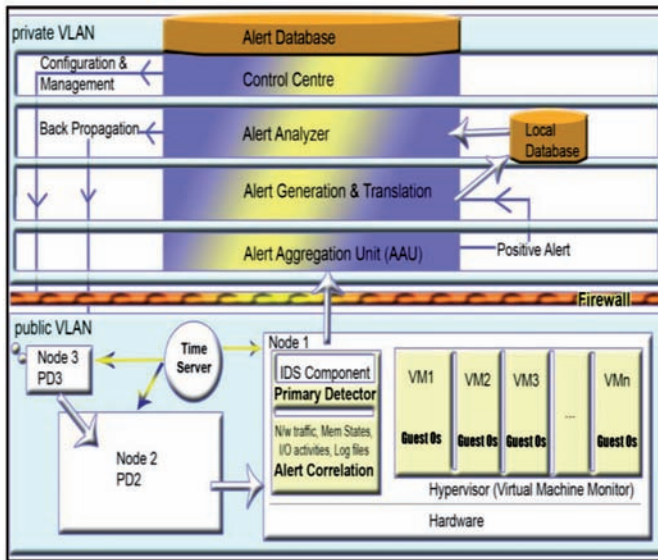 private VLAN
Alert Database
Configuration &
Management
Control Centre
Back Propagation
Alert Analyzer
Local
Database
Alert Generation & Translation
Alert Aggregation Unit (AAU)
Positive Alert
Firewall
public VLAN
Node 3
PD3
Time
Server
Node 2
PD2
Node 1
IDS Component
Primary Detector
N/w traffic, Mem States,
I/O activities, Log files
Alert Correlation
VM1
Guest Os
VM2
Guest Os
VM3
Guest Os
...
VMn
Guest Os
Hypervisor (Virtual Machine Monitor)
Hardware